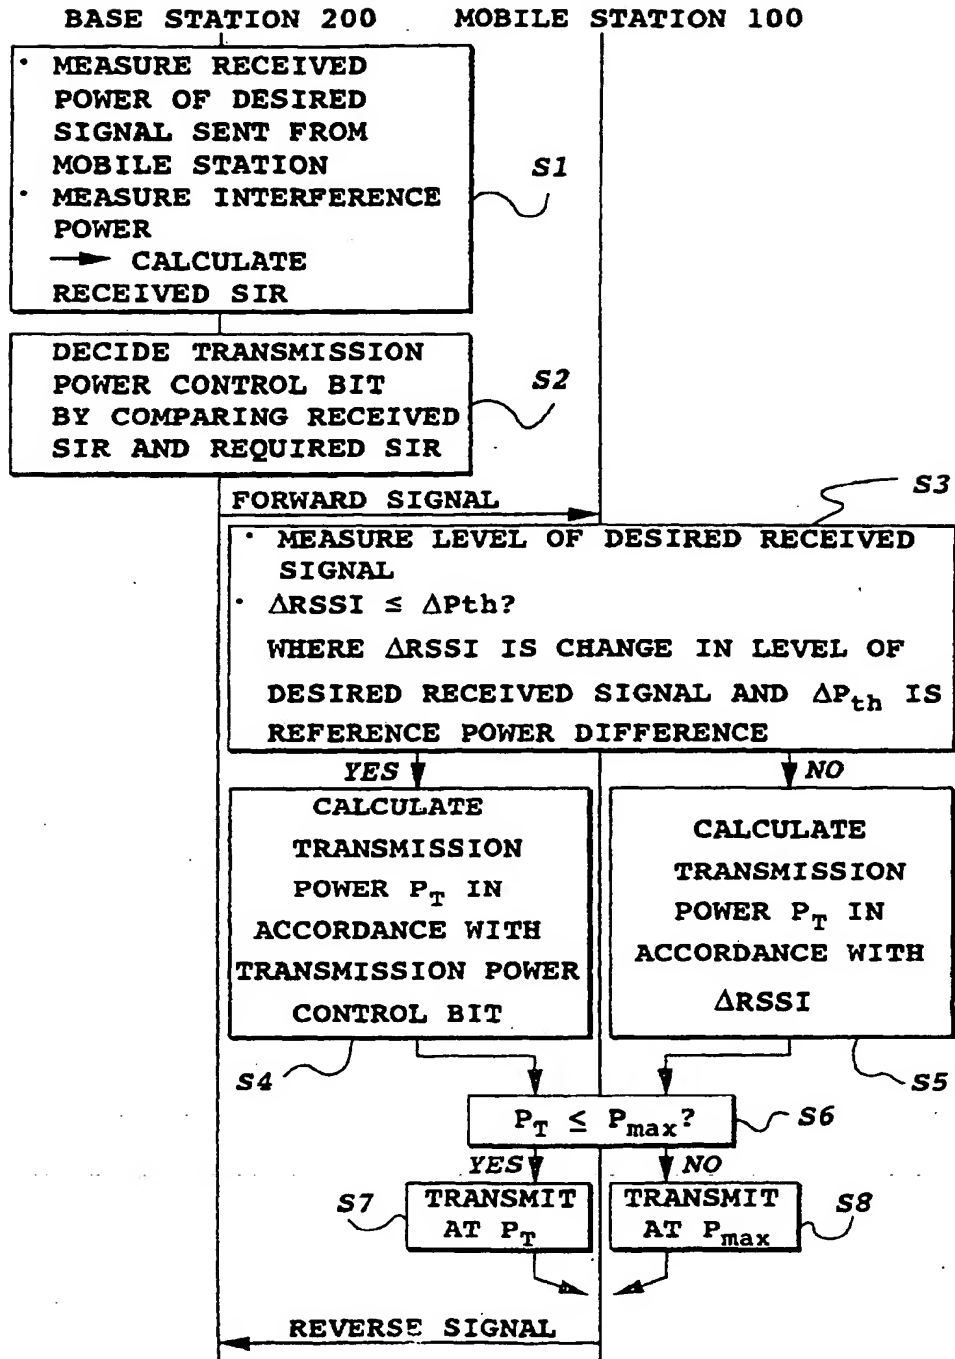 BASE STATION 200
MOBILE STATION 100
· MEASURE RECEIVED
POWER OF DESIRED
SIGNAL SENT FROM
MOBILE STATION
· MEASURE INTERFERENCE
POWER
→ CALCULATE
RECEIVED SIR
S1
DECIDE TRANSMISSION
POWER CONTROL BIT
BY COMPARING RECEIVED
SIR AND REQUIRED SIR
S2
FORWARD SIGNAL
S3
· MEASURE LEVEL OF DESIRED RECEIVED
SIGNAL
· ΔRSSI ≤ ΔPth?
WHERE ΔRSSI IS CHANGE IN LEVEL OF
DESIRED RECEIVED SIGNAL AND ΔPth IS
REFERENCE POWER DIFFERENCE
YES
NO
CALCULATE
TRANSMISSION
POWER PT IN
ACCORDANCE WITH
TRANSMISSION POWER
CONTROL BIT
S4
CALCULATE
TRANSMISSION
POWER PT IN
ACCORDANCE WITH
ΔRSSI
S5
PT ≤ Pmax?
S6
YES
NO
S7
TRANSMIT
AT PT
TRANSMIT
AT Pmax
S8
REVERSE SIGNAL